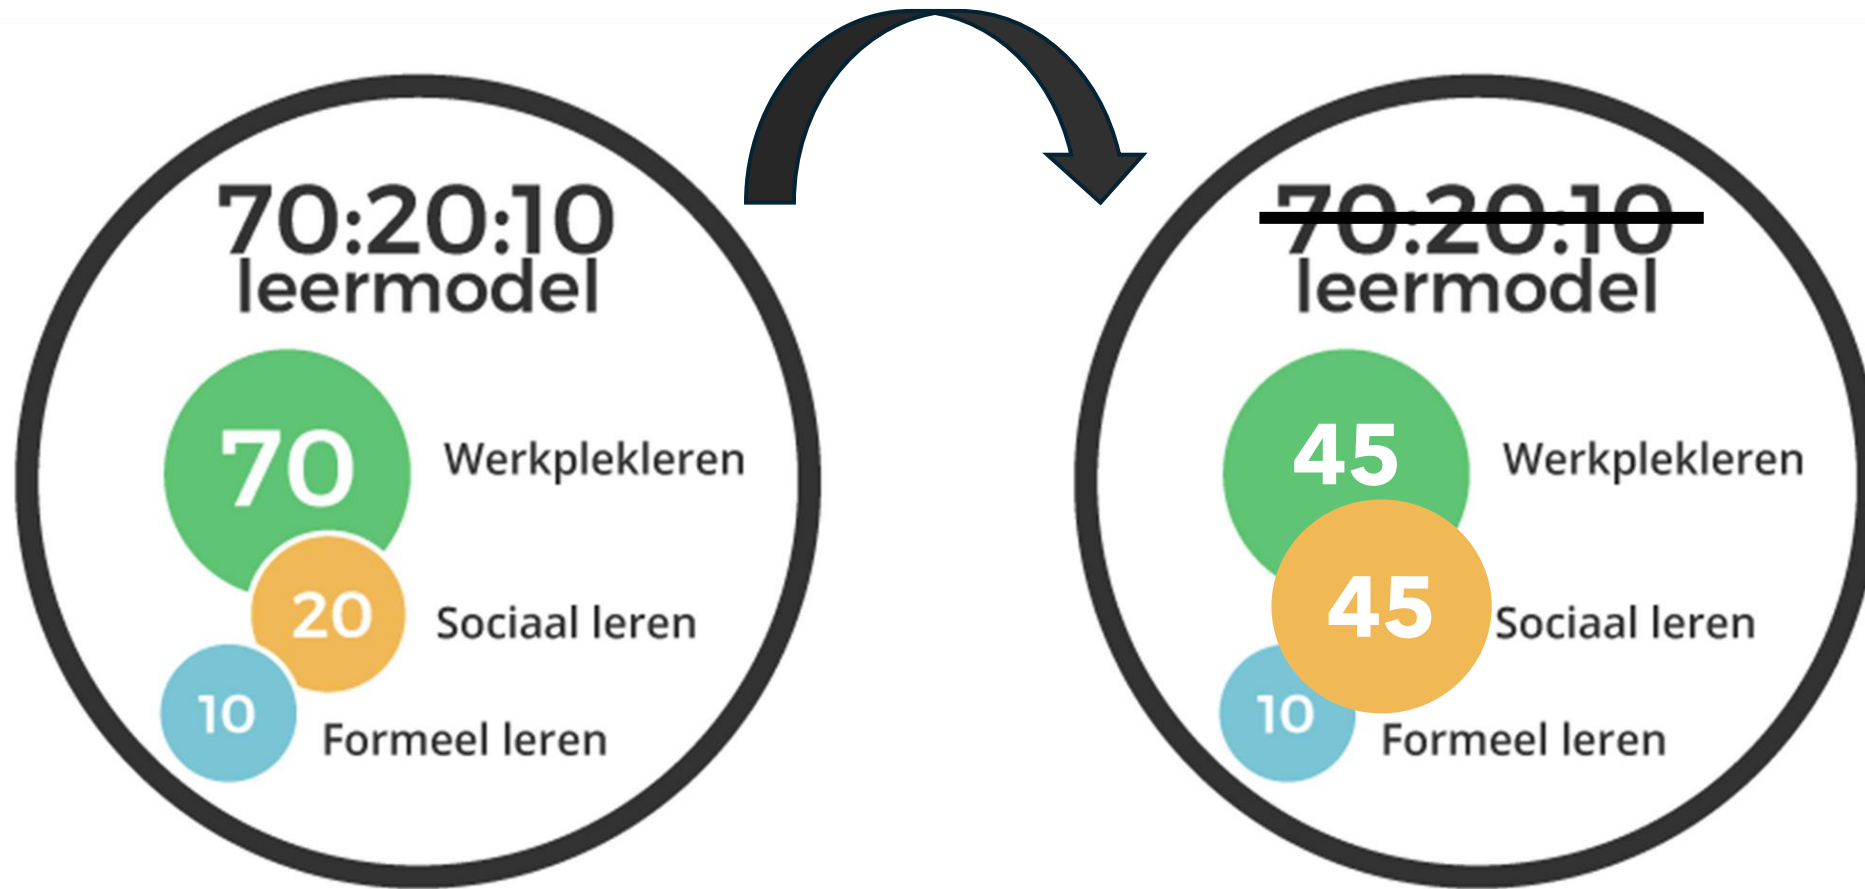 70:20:10
leermodel
70
Werkplekleren
20
Sociaal leren
10
Formeel leren
70:20:10
leermodel
45
Werkplekleren
45
Sociaal leren
10
Formeel leren